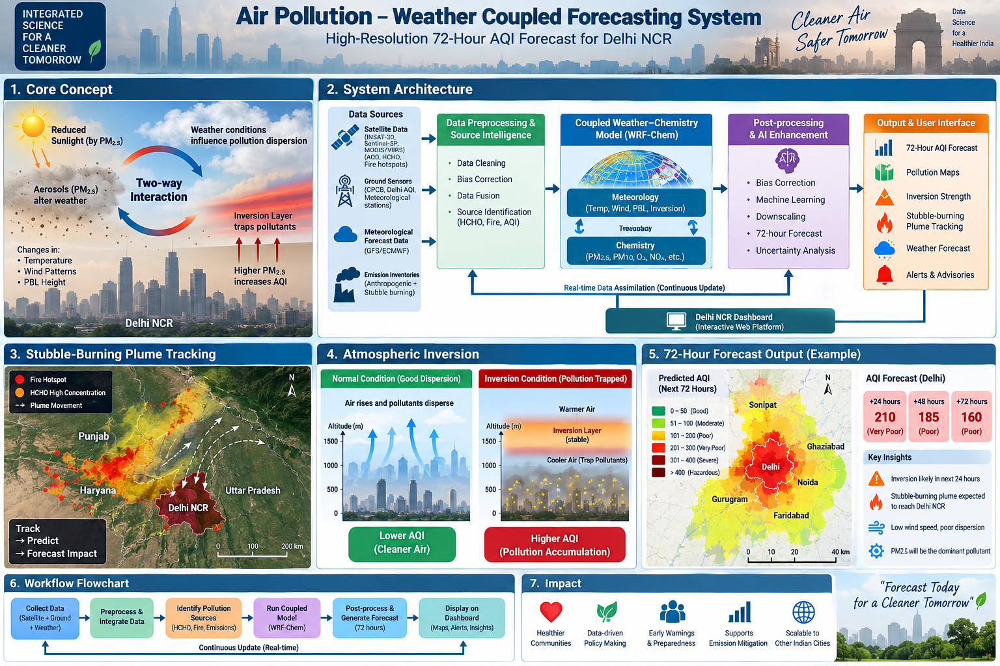 INTEGRATED
SCIENCE
FOR A
CLEANER
TOMORROW
Air Pollution – Weather Coupled Forecasting System
High-Resolution 72-Hour AQI Forecast for Delhi NCR
Cleaner Air
Safer Tomorrow
Data
Science
for a
Healthier India
1. Core Concept
Reduced
Sunlight (by PM2.5)
Weather conditions
influence pollution dispersion
Two-way
Interaction
Aerosols (PM2.5)
alter weather
Inversion Layer
traps pollutants
Changes in:
• Temperature
• Wind Patterns
• PBL Height
Higher PM2.5
increases AQI
Delhi NCR
2. System Architecture
Data Sources
Satellite Data
(INSAT-3D,
Sentinel-5P,
MODIS/VIIRS)
(AOD, HCHO,
Fire hotspots)
Ground Sensors
(CPCB, Delhi AQI,
Meteorological
stations)
Meteorological
Forecast Data
(GFS/ECMWF)
Emission Inventories
(Anthropogenic +
Stubble burning)
Data Preprocessing &
Source Intelligence
• Data Cleaning
• Bias Correction
• Data Fusion
• Source Identification
(HCHO, Fire, AQI)
Coupled Weather–Chemistry
Model (WRF-Chem)
Meteorology
(Temp, Wind, PBL, Inversion)
Chemistry
(PM2.5, PM10, O3, NOx, etc.)
Post-processing
& AI Enhancement
• Bias Correction
• Machine Learning
• Downscaling
• 72-hour Forecast
• Uncertainty Analysis
Output & User Interface
72-Hour AQI Forecast
Pollution Maps
Inversion Strength
Stubble-burning
Plume Tracking
Weather Forecast
Alerts & Advisories
Real-time Data Assimilation (Continuous Update)
Delhi NCR Dashboard
(Interactive Web Platform)
3. Stubble-Burning Plume Tracking
Fire Hotspot
HCHO High Concentration
Plume Movement
N
Punjab
Haryana
Uttar Pradesh
Delhi NCR
Track
→ Predict
→ Forecast Impact
0 100 200 km
4. Atmospheric Inversion
Normal Condition (Good Dispersion)
Air rises and pollutants disperse
Altitude (m)
1500
1000
500
0
Lower AQI
(Cleaner Air)
Inversion Condition (Pollution Trapped)
Warmer Air
Altitude (m)
Inversion Layer
(stable)
1500
1000
500
0
Cooler Air (Trap Pollutants)
Higher AQI
(Pollution Accumulation)
5. 72-Hour Forecast Output (Example)
Predicted AQI
(Next 72 Hours)
0 – 50 (Good)
51 – 100 (Moderate)
101 – 200 (Poor)
201 – 300 (Very Poor)
301 – 400 (Severe)
> 400 (Hazardous)
N
Sonipat
Ghaziabad
Delhi
Noida
Gurugram
Faridabad
0 10 20 40 km
AQI Forecast (Delhi)
+24 hours +48 hours +72 hours
210 185 160
(Very Poor) (Poor) (Poor)
Key Insights
Inversion likely in next 24 hours
Stubble-burning plume expected
to reach Delhi NCR
Low wind speed, poor dispersion
PM2.5 will be the dominant pollutant
6. Workflow Flowchart
Collect Data
(Satellite + Ground
+ Weather)
Preprocess &
Integrate Data
Identify Pollution
Sources
(HCHO, Fire, Emissions)
Run Coupled
Model
(WRF-Chem)
Post-process &
Generate Forecast
(72 hours)
Display on
Dashboard
(Maps, Alerts, Insights)
Continuous Update (Real-time)
7. Impact
Healthier
Communities
Data-driven
Policy Making
Early Warnings
& Preparedness
Supports
Emission Mitigation
Scalable to
Other Indian Cities
"Forecast Today
for a Cleaner Tomorrow"